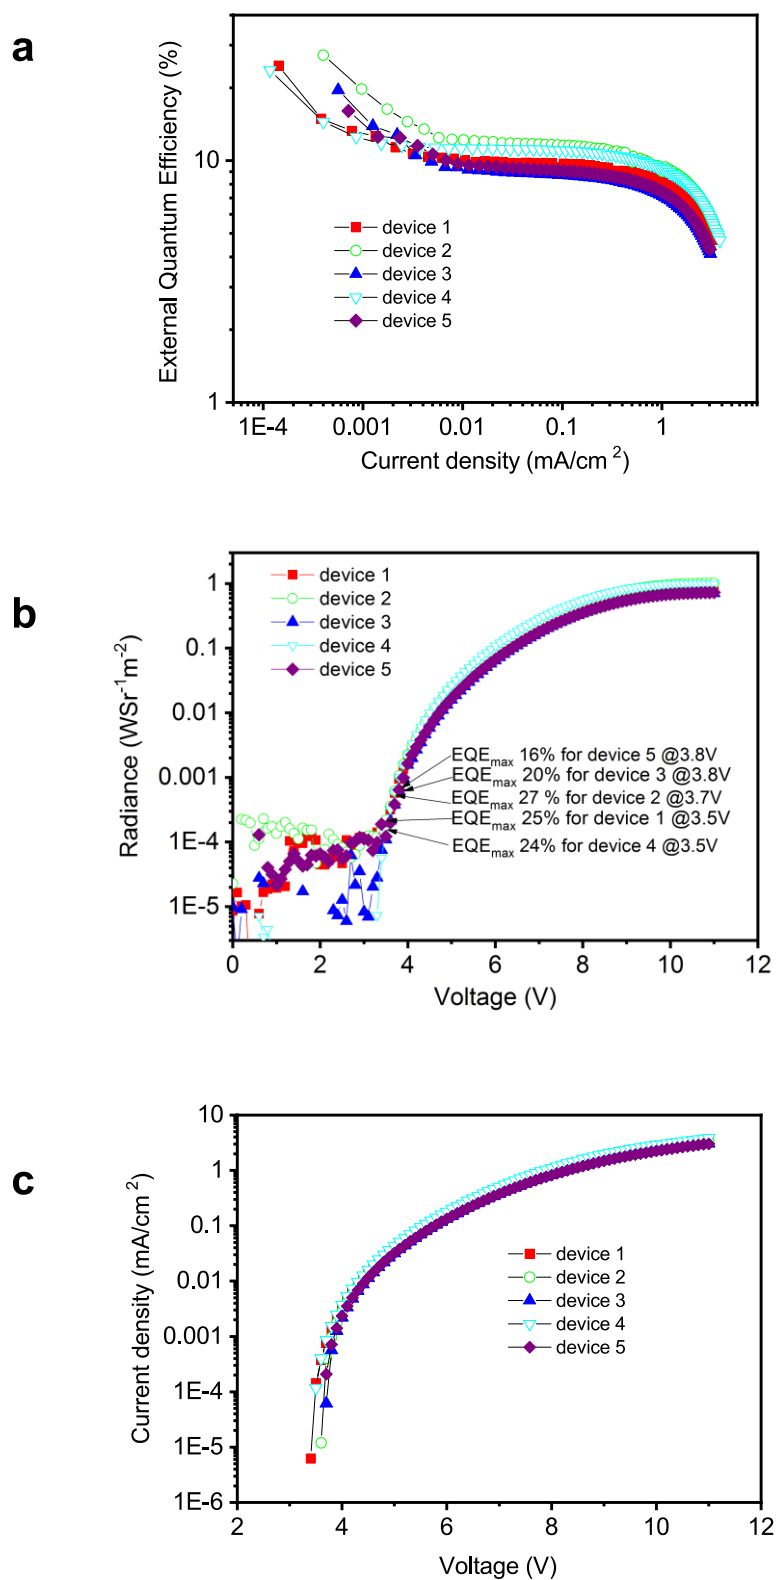 a
External Quantum Efficiency (%)
10
1
device 1
device 2
device 3
device 4
device 5
1E-4 0.001 0.01 0.1 1
Current density (mA/cm²)
b
Radiance (WSr⁻¹m⁻²)
1
0.1
0.01
0.001
1E-4
1E-5
device 1
device 2
device 3
device 4
device 5
EQEmax 16% for device 5 @3.8V
EQEmax 20% for device 3 @3.8V
EQEmax 27 % for device 2 @3.7V
EQEmax 25% for device 1 @3.5V
EQEmax 24% for device 4 @3.5V
0 2 4 6 8 10 12
Voltage (V)
c
Current density (mA/cm²)
10
1
0.1
0.01
0.001
1E-4
1E-5
1E-6
device 1
device 2
device 3
device 4
device 5
2 4 6 8 10 12
Voltage (V)